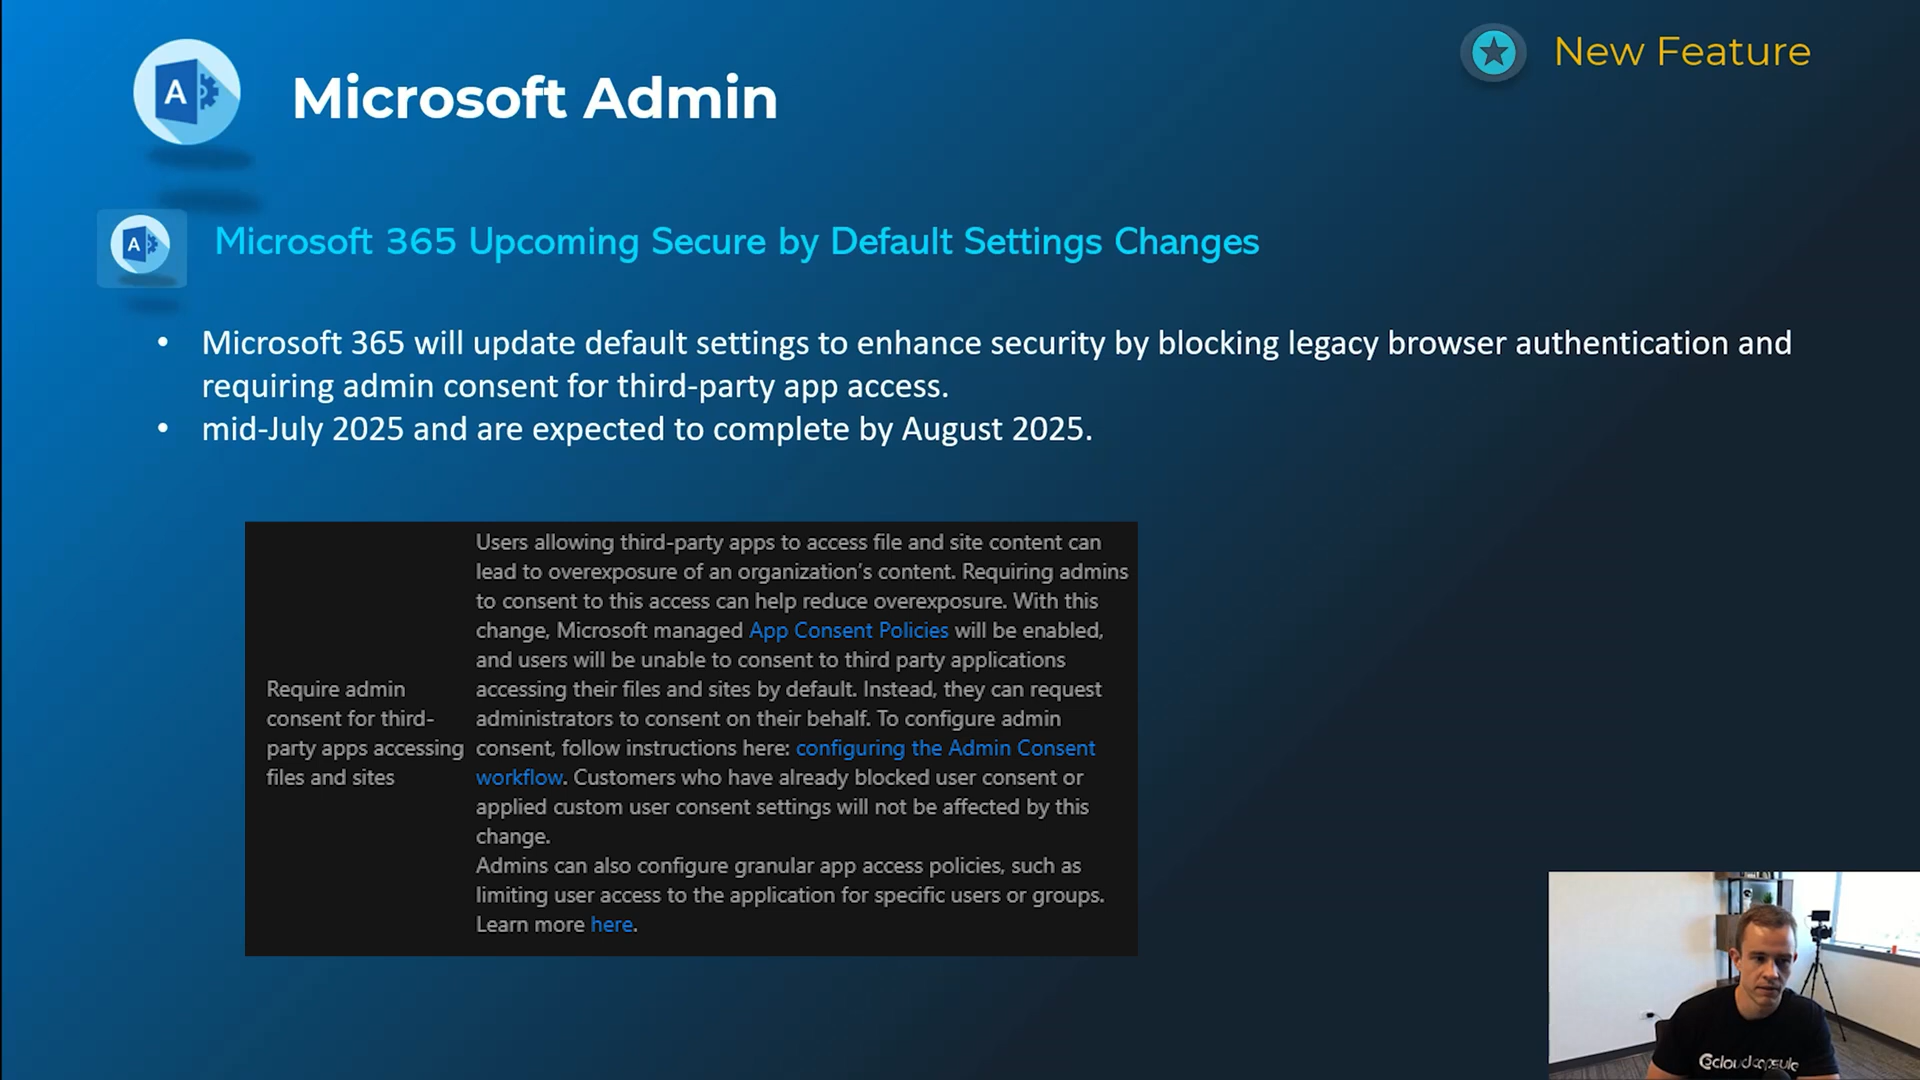 New Feature
A
Microsoft Admin
A
Microsoft 365 Upcoming Secure by Default Settings Changes
• Microsoft 365 will update default settings to enhance security by blocking legacy browser authentication and
requiring admin consent for third-party app access.
• mid-July 2025 and are expected to complete by August 2025.
Require admin
consent for third-
party apps accessing
files and sites
Users allowing third-party apps to access file and site content can
lead to overexposure of an organization's content. Requiring admins
to consent to this access can help reduce overexposure. With this
change, Microsoft managed App Consent Policies will be enabled,
and users will be unable to consent to third party applications
accessing their files and sites by default. Instead, they can request
administrators to consent on their behalf. To configure admin
consent, follow instructions here: configuring the Admin Consent
workflow. Customers who have already blocked user consent or
applied custom user consent settings will not be affected by this
change.
Admins can also configure granular app access policies, such as
limiting user access to the application for specific users or groups.
Learn more here.
cloudcapsule